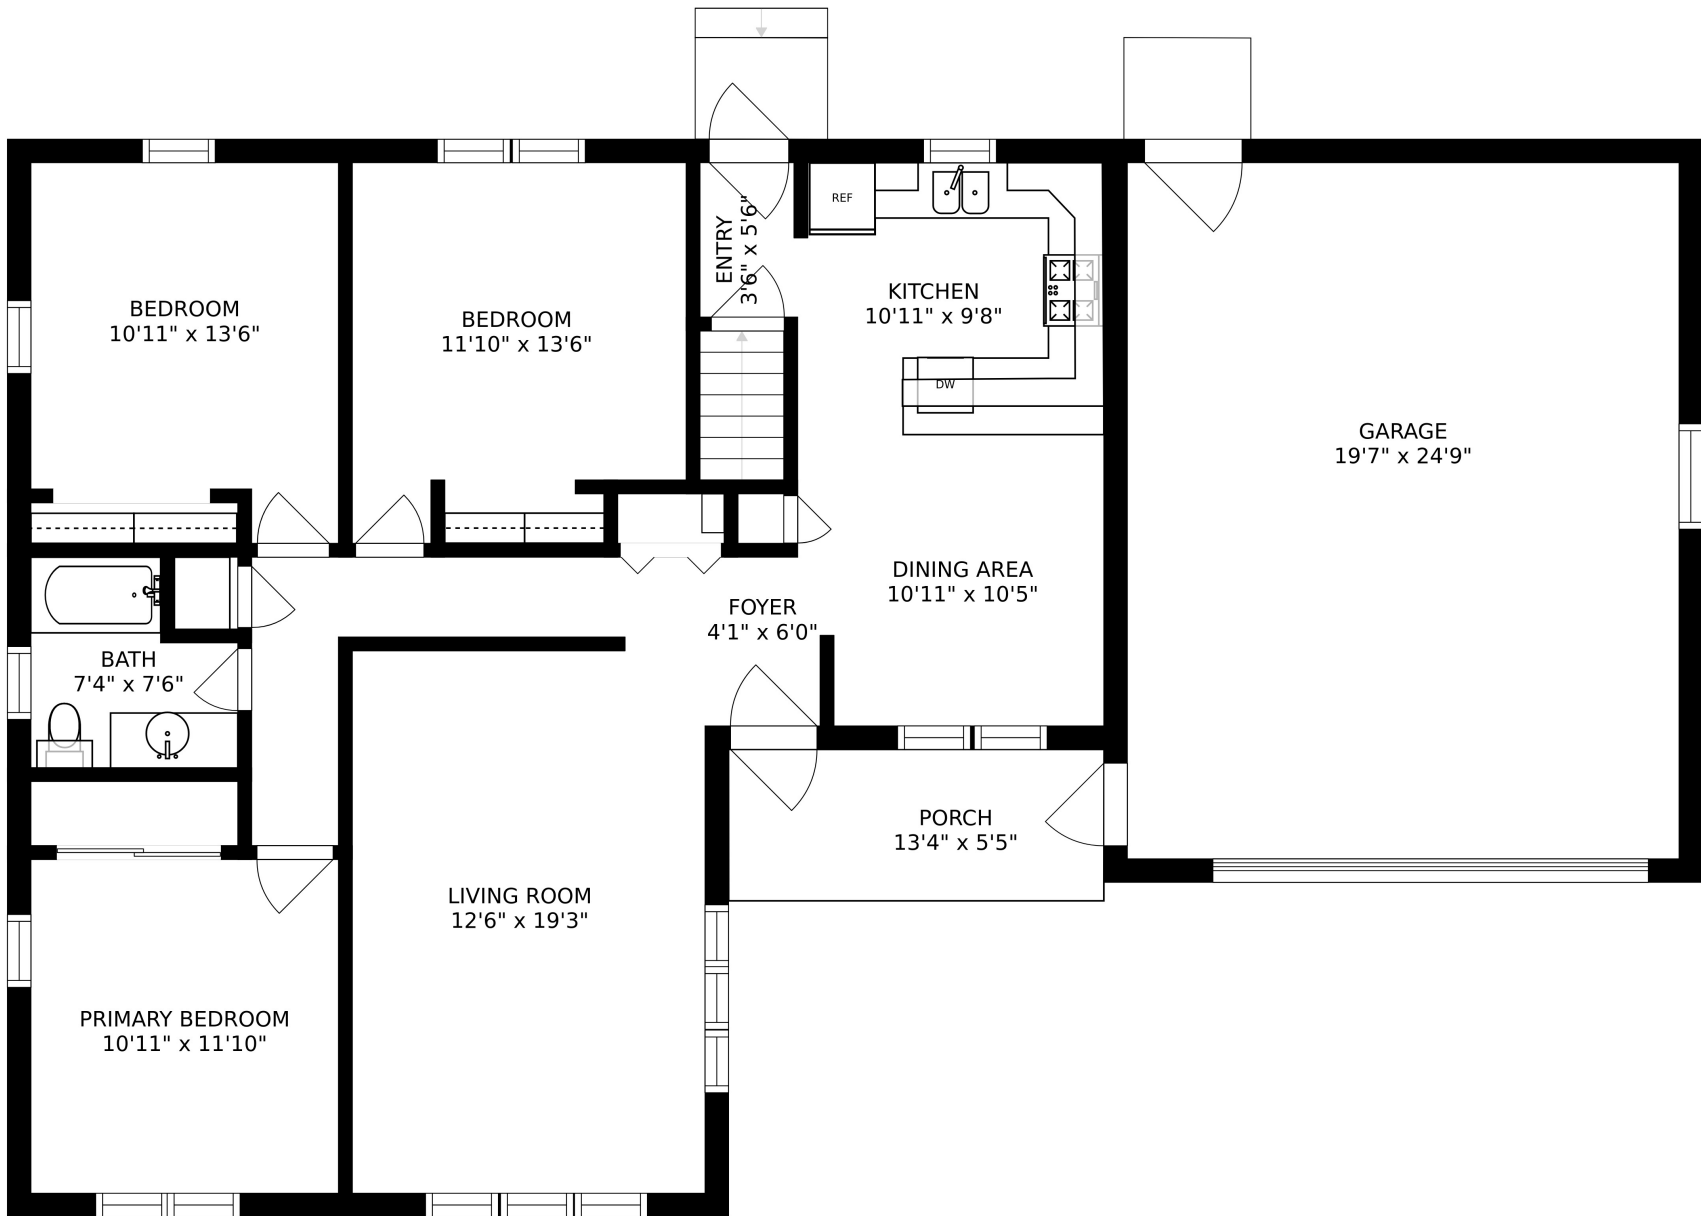 REF
ENTRY
3'6" x 5'6"
KITCHEN
10'11" x 9'8"
BEDROOM
10'11" x 13'6"
BEDROOM
11'10" x 13'6"
DW
GARAGE
19'7" x 24'9"
DINING AREA
10'11" x 10'5"
FOYER
4'1" x 6'0"
BATH
7'4" x 7'6"
PORCH
13'4" x 5'5"
LIVING ROOM
12'6" x 19'3"
PRIMARY BEDROOM
10'11" x 11'10"